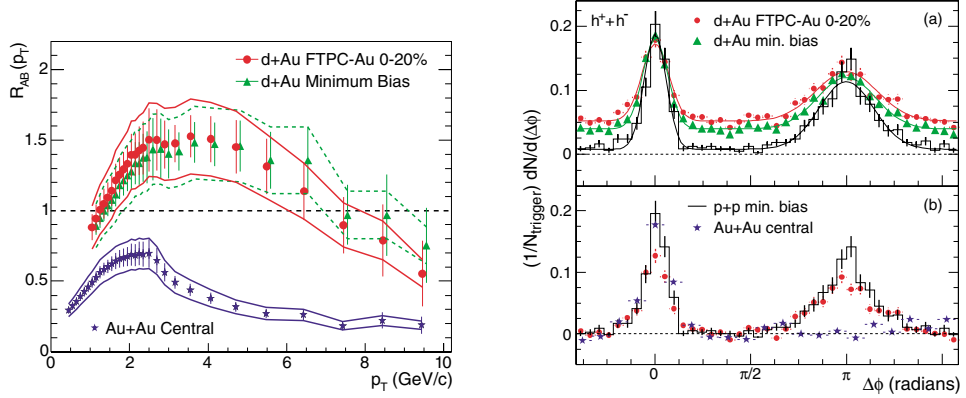 R_AB(p_T)
2
1.5
1
0.5
0
d+Au FTPC-Au 0-20%
d+Au Minimum Bias
Au+Au Central
0 2 4 6 8 10
p_T (GeV/c)
(1/N_trigger) dN/d(Δϕ)
h⁺+h⁻
d+Au FTPC-Au 0-20%
d+Au min. bias
(a)
0.2
0.1
0
p+p min. bias
Au+Au central
(b)
0.2
0.1
0
0 π/2 π
Δϕ (radians)